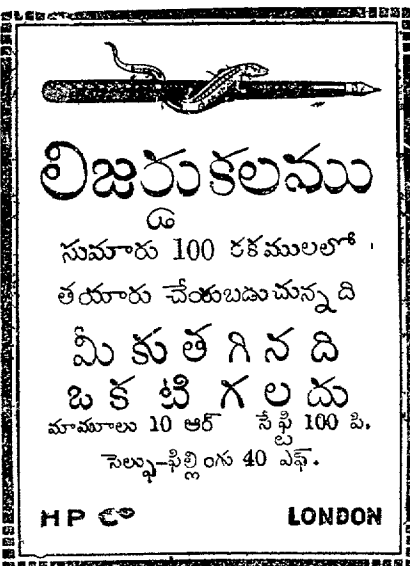 లిజర్డుకలము
సుమారు 100 రకములలో
తయారు చేయబడుచున్నది
మీకు తగినది
ఒకటి గలదు
మామూలు 10 ఆర్ సేఫ్టి 100 పి.
సెల్ఫు-ఫిల్లింగు 40 ఎఫ్.
HP LONDON